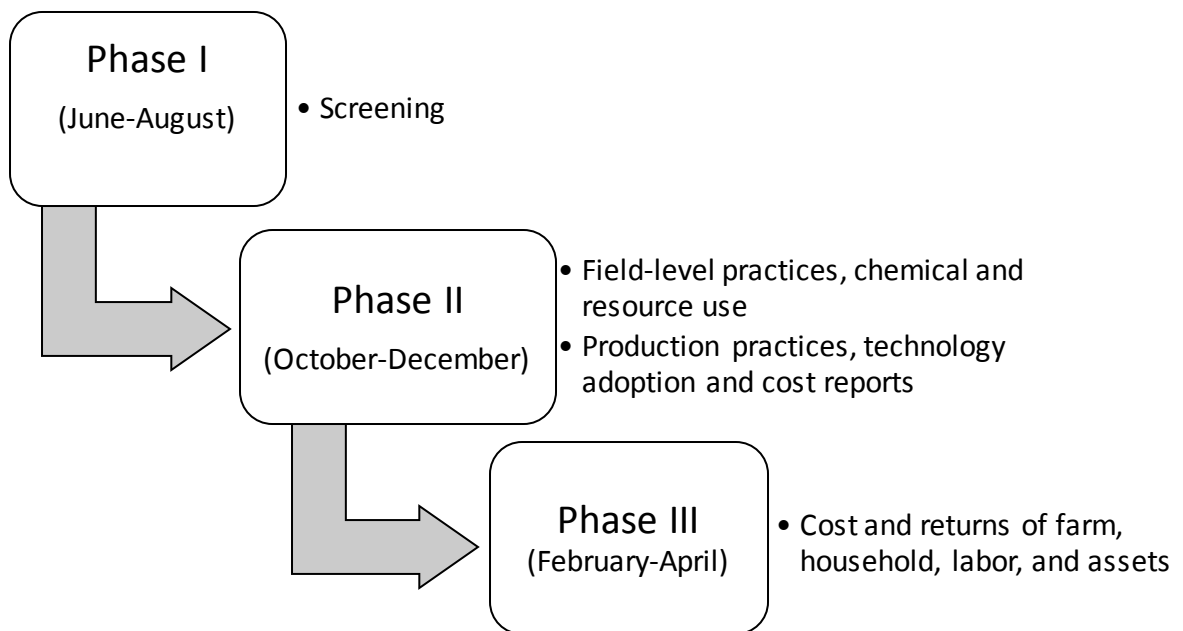 Phase I
(June-August)
• Screening
Phase II
(October-December)
• Field-level practices, chemical and
resource use
• Production practices, technology
adoption and cost reports
Phase III
(February-April)
• Cost and returns of farm,
household, labor, and assets